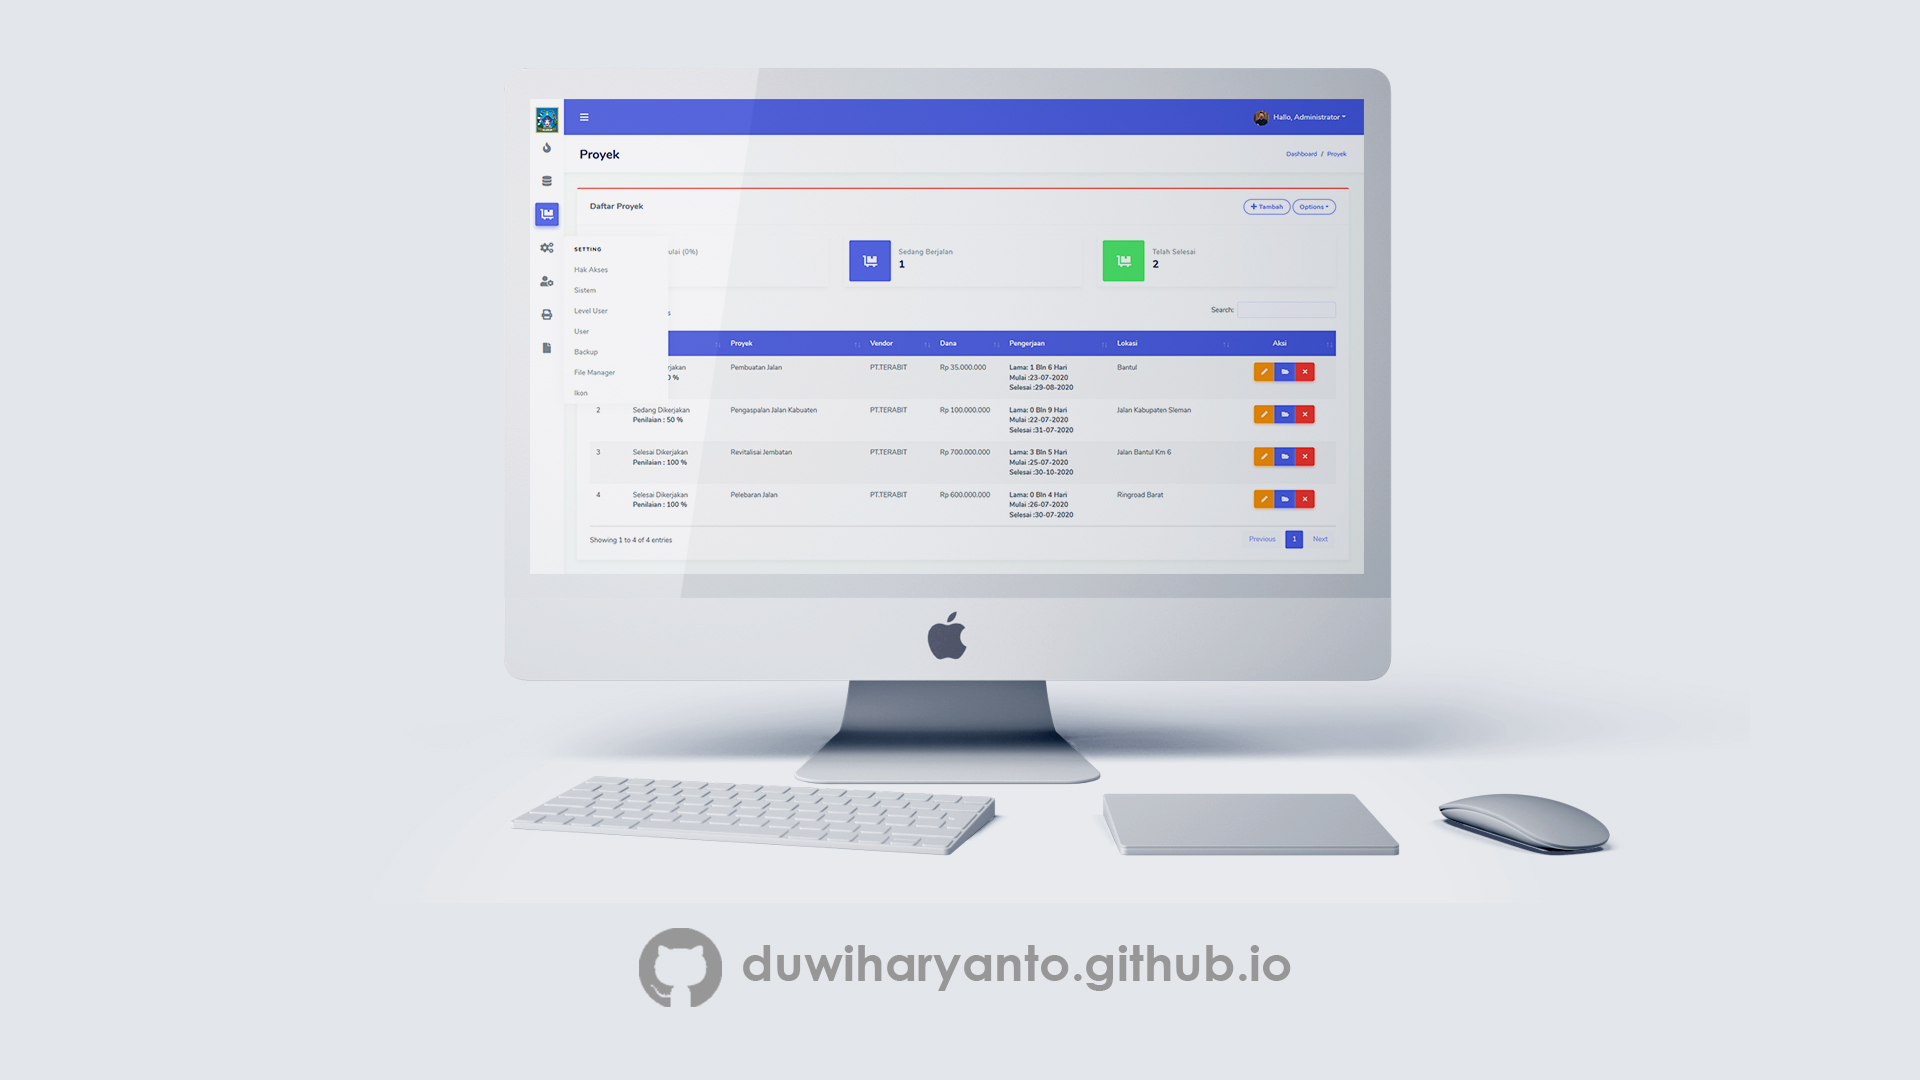 Hallo, Administrator
Proyek
Dashboard / Proyek
Daftar Proyek
+ Tambah
Options
SETTING
Hak Akses
Sistem
Level User
User
Backup
File Manager
Ikon
ulai (0%)
Sedang Berjalan
1
Telah Selesai
2
s
Search:
Proyek Vendor Dana Pengerjaan Lokasi Aksi
rjakan Pembuatan Jalan PT.TERABIT Rp 35.000.000 Lama: 1 Bln 6 Hari Bantul
0 % Mulai :23-07-2020
Selesai :29-08-2020
2 Sedang Dikerjakan Pengaspalan Jalan Kabuaten PT.TERABIT Rp 100.000.000 Lama: 0 Bln 9 Hari Jalan Kabupaten Sleman
Penilaian : 50 % Mulai :22-07-2020
Selesai :31-07-2020
3 Selesai Dikerjakan Revitalisai Jembatan PT.TERABIT Rp 700.000.000 Lama: 3 Bln 5 Hari Jalan Bantul Km 6
Penilaian : 100 % Mulai :25-07-2020
Selesai :30-10-2020
4 Selesai Dikerjakan Pelebaran Jalan PT.TERABIT Rp 600.000.000 Lama: 0 Bln 4 Hari Ringroad Barat
Penilaian : 100 % Mulai :26-07-2020
Selesai :30-07-2020
Showing 1 to 4 of 4 entries
Previous 1 Next
duwiharyanto.github.io